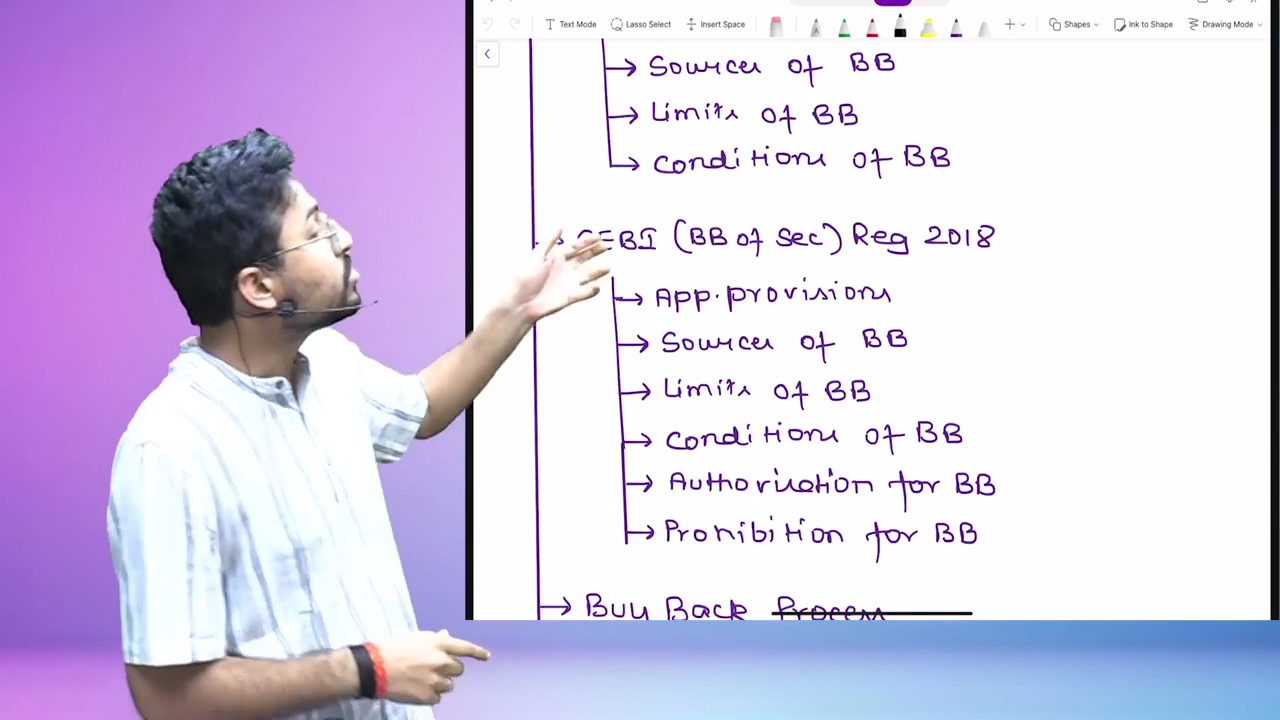 Text Mode Lasso Select Insert Space Shapes Ink to Shape Drawing Mode
Sources of BB
Limits of BB
Conditions of BB
SEBI (BB of Sec) Reg 2018
App. provisions
Sources of BB
Limits of BB
Conditions of BB
Authorisation for BB
Prohibition for BB
Buy Back Process